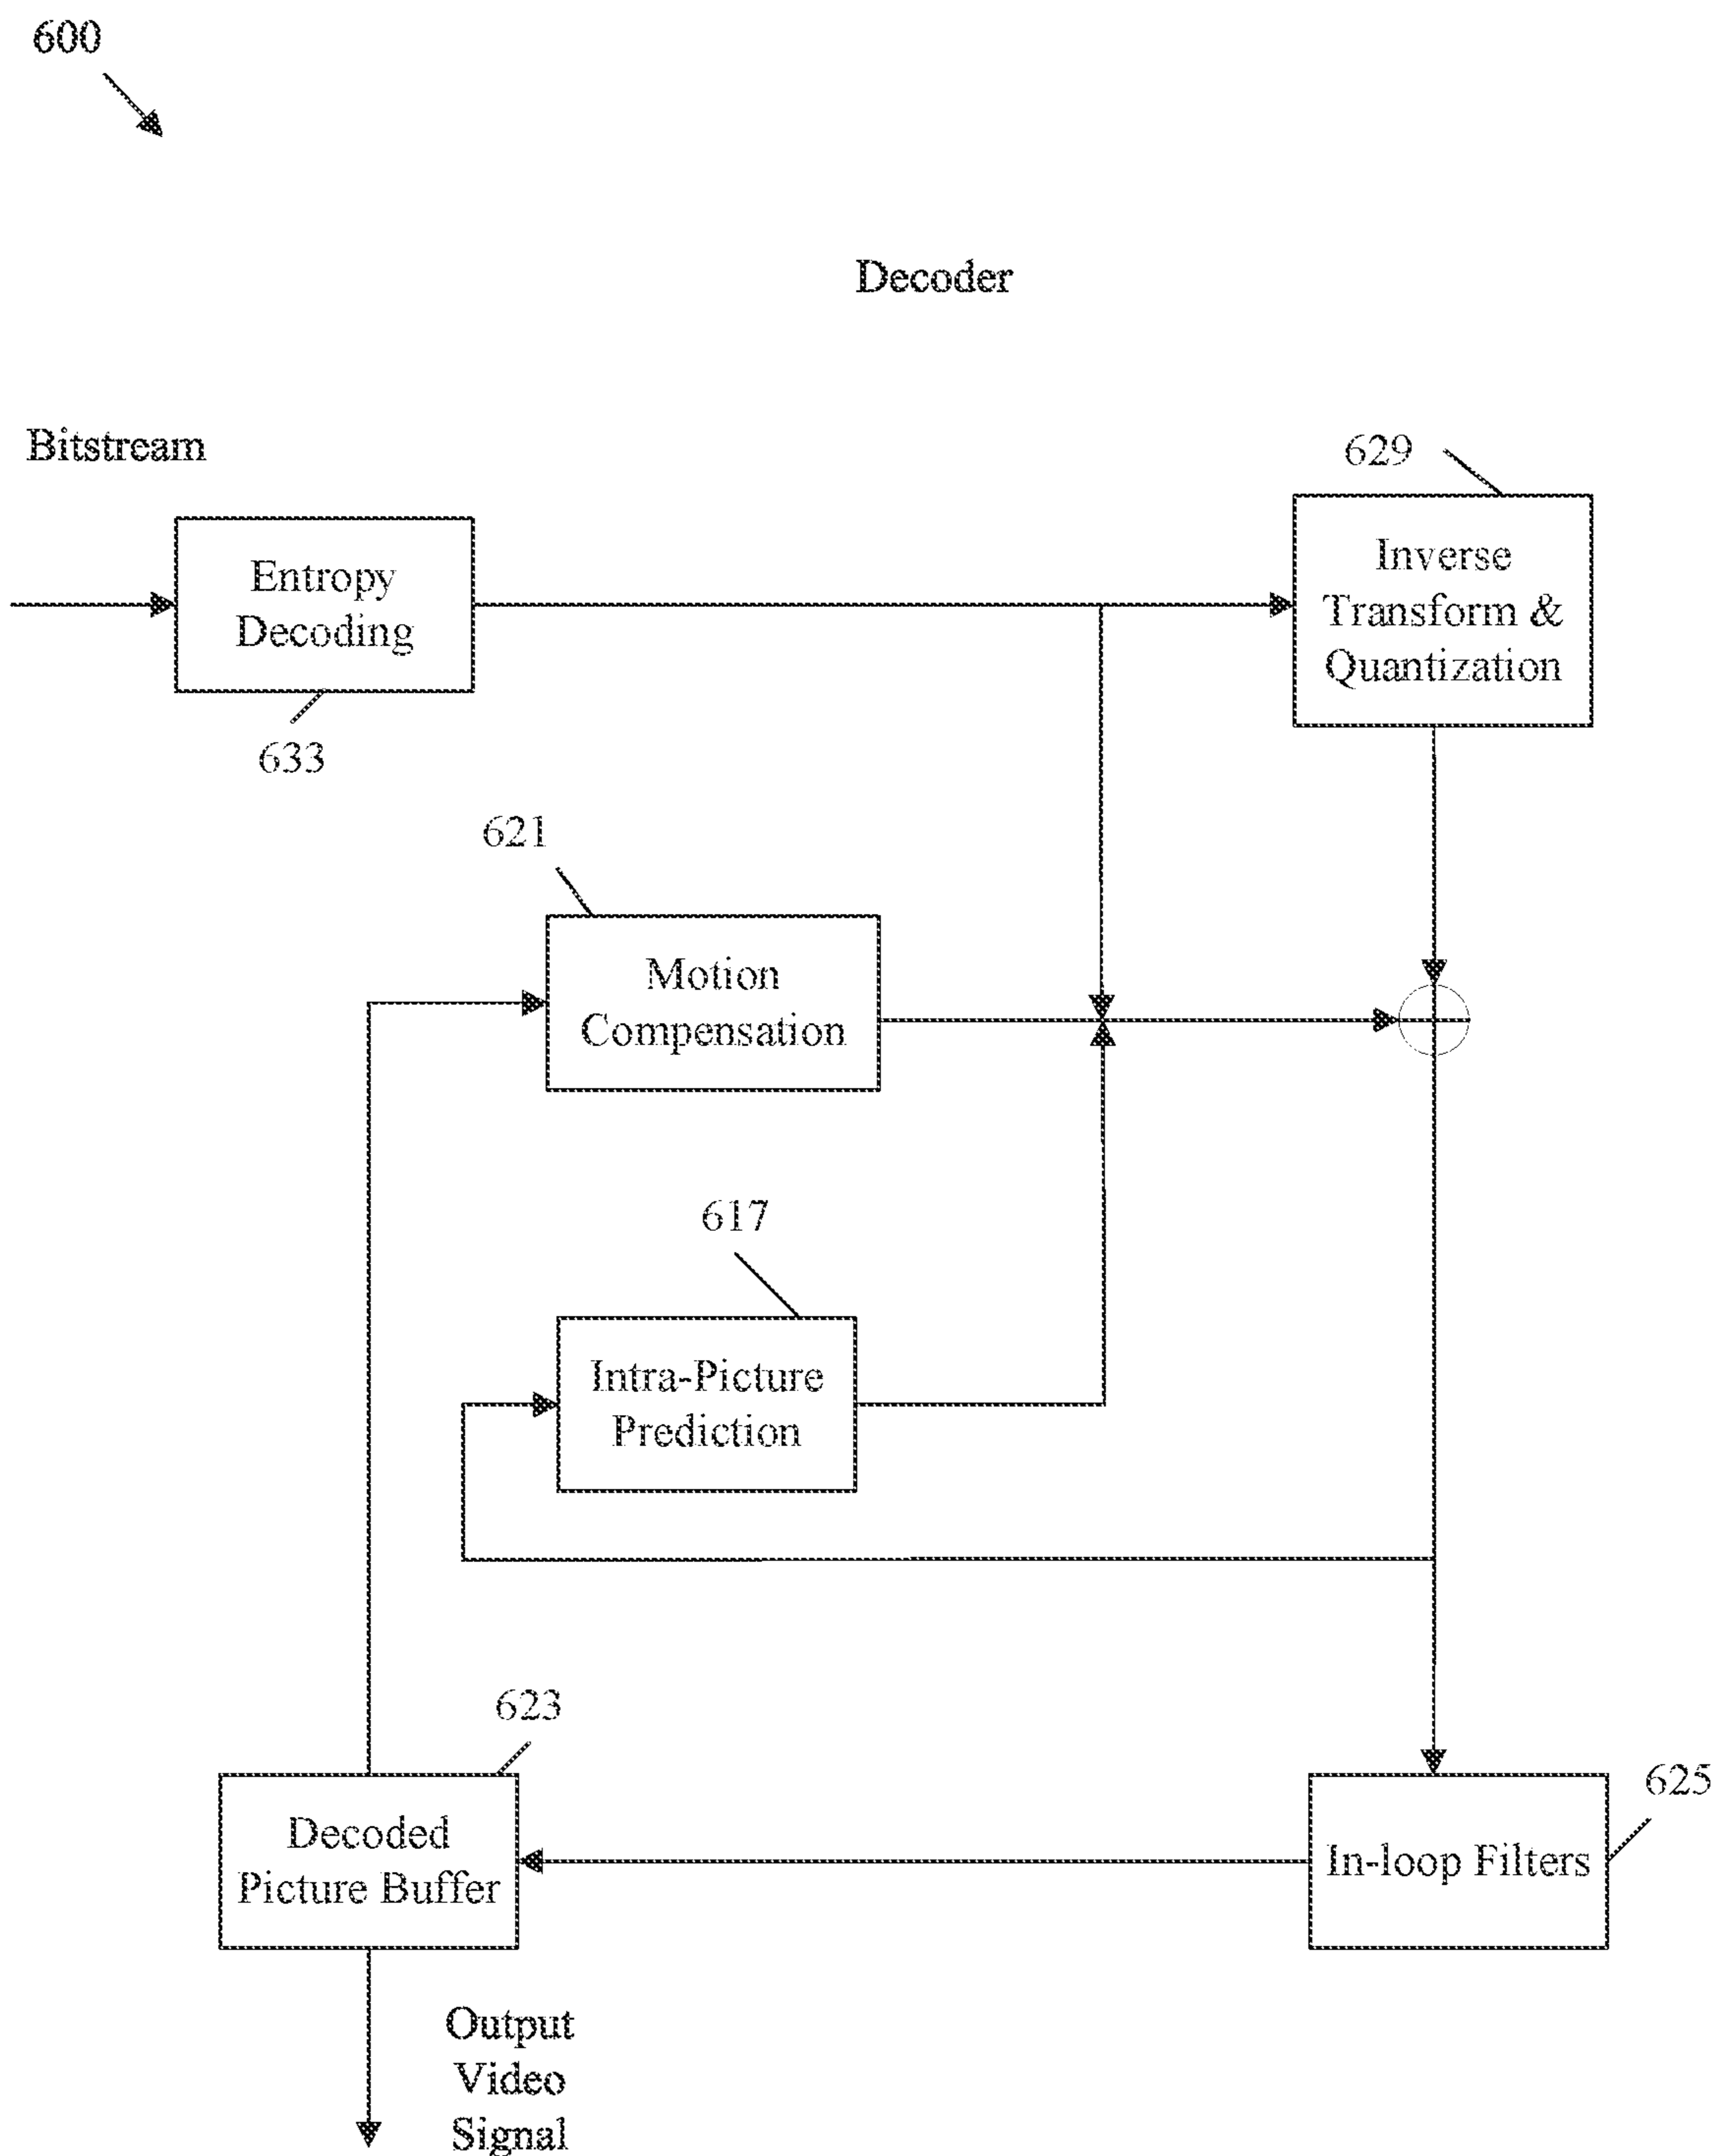 600
Decoder
Bitstream
629
Entropy
Decoding
Inverse
Transform &
Quantization
633
621
Motion
Compensation
617
Intra-Picture
Prediction
623
Decoded
Picture Buffer
625
In-loop Filters
Output
Video
Signal